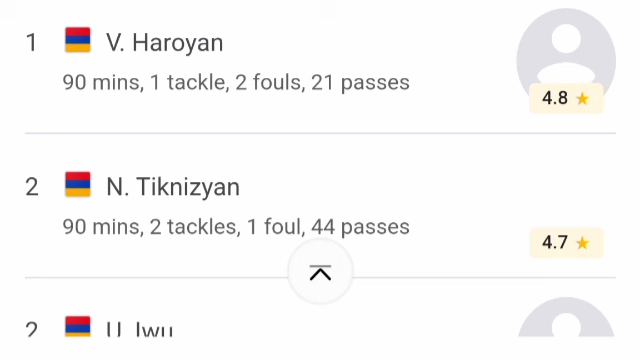 1 V. Haroyan
90 mins, 1 tackle, 2 fouls, 21 passes
4.8
2 N. Tiknizyan
90 mins, 2 tackles, 1 foul, 44 passes
4.7